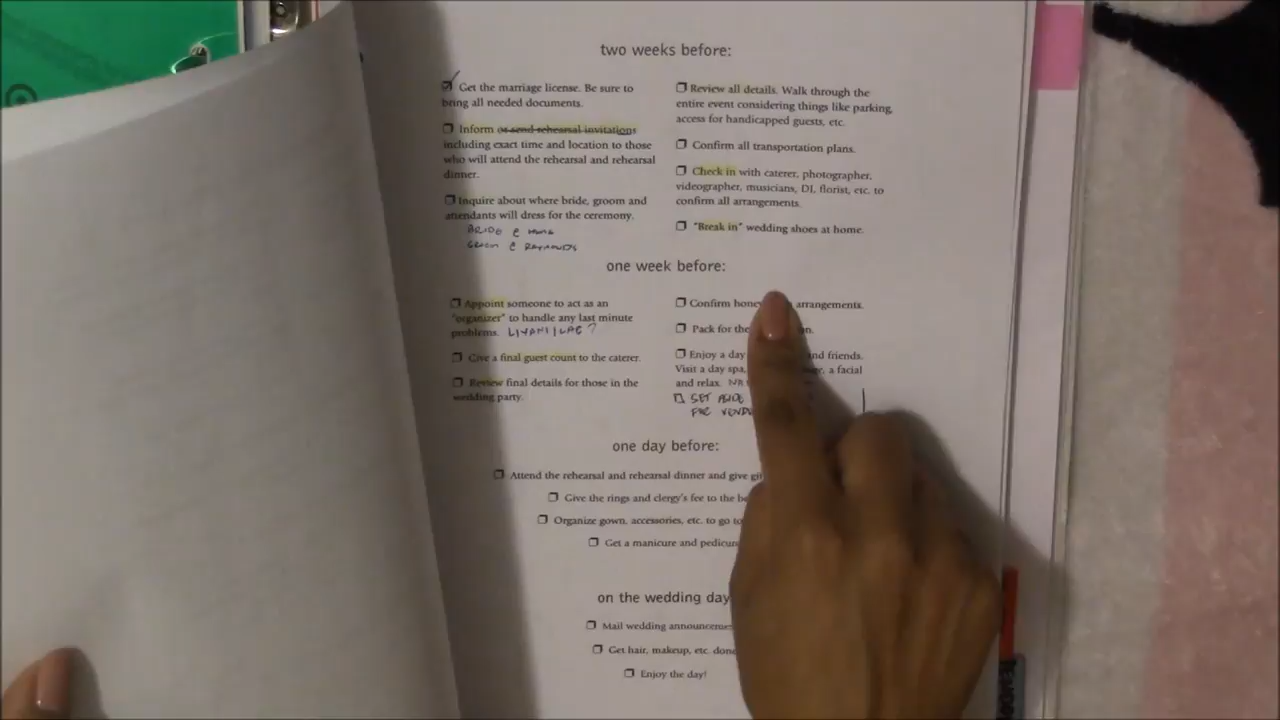 two weeks before:
Get the marriage license. Be sure to
bring all needed documents.
Inform or send rehearsal invitations
including exact time and location to those
who will attend the rehearsal and rehearsal
dinner.
Inquire about where bride, groom and
attendants will dress for the ceremony.
BRIDE @ HOME
GROOM @
Review all details. Walk through the
entire event considering things like parking,
access for handicapped guests, etc.
Confirm all transportation plans.
Check in with caterer, photographer,
videographer, musicians, DJ, florist, etc. to
confirm all arrangements.
"Break in" wedding shoes at home.
one week before:
Appoint someone to act as an
"organizer" to handle any last minute
problems.
Give a final guest count to the caterer.
Review final details for those in the
wedding party.
Confirm arrangements.
Pack for the
Enjoy a day and friends.
Visit a day spa, a facial
and relax.
SET ASIDE
FOR
one day before:
Attend the rehearsal and rehearsal dinner and give
Give the rings and clergy's fee to the
Organize gown, accessories, etc. to go to
Get a manicure and
on the wedding day
Mail wedding
Get hair, makeup, etc. done
Enjoy the day!